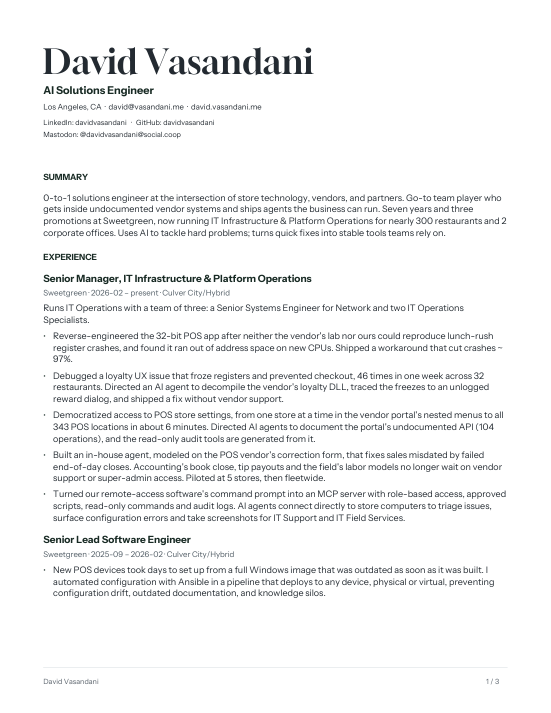 David Vasandani
AI Solutions Engineer
Los Angeles, CA · david@vasandani.me · david.vasandani.me
LinkedIn: davidvasandani · GitHub: davidvasandani
Mastodon: @davidvasandani@social.coop
SUMMARY
0-to-1 solutions engineer at the intersection of store technology, vendors, and partners. Go-to team player who
gets inside undocumented vendor systems and ships agents the business can run. Seven years and three
promotions at Sweetgreen, now running IT Infrastructure & Platform Operations for nearly 300 restaurants and 2
corporate offices. Uses AI to tackle hard problems; turns quick fixes into stable tools teams rely on.
EXPERIENCE
Senior Manager, IT Infrastructure & Platform Operations
Sweetgreen · 2026-02 – present · Culver City/Hybrid
Runs IT Operations with a team of three: a Senior Systems Engineer for Network and two IT Operations
Specialists.
• Reverse-engineered the 32-bit POS app after neither the vendor's lab nor ours could reproduce lunch-rush
register crashes, and found it ran out of address space on new CPUs. Shipped a workaround that cut crashes ~
97%.
• Debugged a loyalty UX issue that froze registers and prevented checkout, 46 times in one week across 32
restaurants. Directed an AI agent to decompile the vendor's loyalty DLL, traced the freezes to an unlogged
reward dialog, and shipped a fix without vendor support.
• Democratized access to POS store settings, from one store at a time in the vendor portal's nested menus to all
343 POS locations in about 6 minutes. Directed AI agents to document the portal's undocumented API (104
operations), and the read-only audit tools are generated from it.
• Built an in-house agent, modeled on the POS vendor's correction form, that fixes sales misdated by failed
end-of-day closes. Accounting's book close, tip payouts and the field's labor models no longer wait on vendor
support or super-admin access. Piloted at 5 stores, then fleetwide.
• Turned our remote-access software's command prompt into an MCP server with role-based access, approved
scripts, read-only commands and audit logs. AI agents connect directly to store computers to triage issues,
surface configuration errors and take screenshots for IT Support and IT Field Services.
Senior Lead Software Engineer
Sweetgreen · 2025-09 – 2026-02 · Culver City/Hybrid
• New POS devices took days to set up from a full Windows image that was outdated as soon as it was built. I
automated configuration with Ansible in a pipeline that deploys to any device, physical or virtual, preventing
configuration drift, outdated documentation, and knowledge silos.
David Vasandani
1 / 3